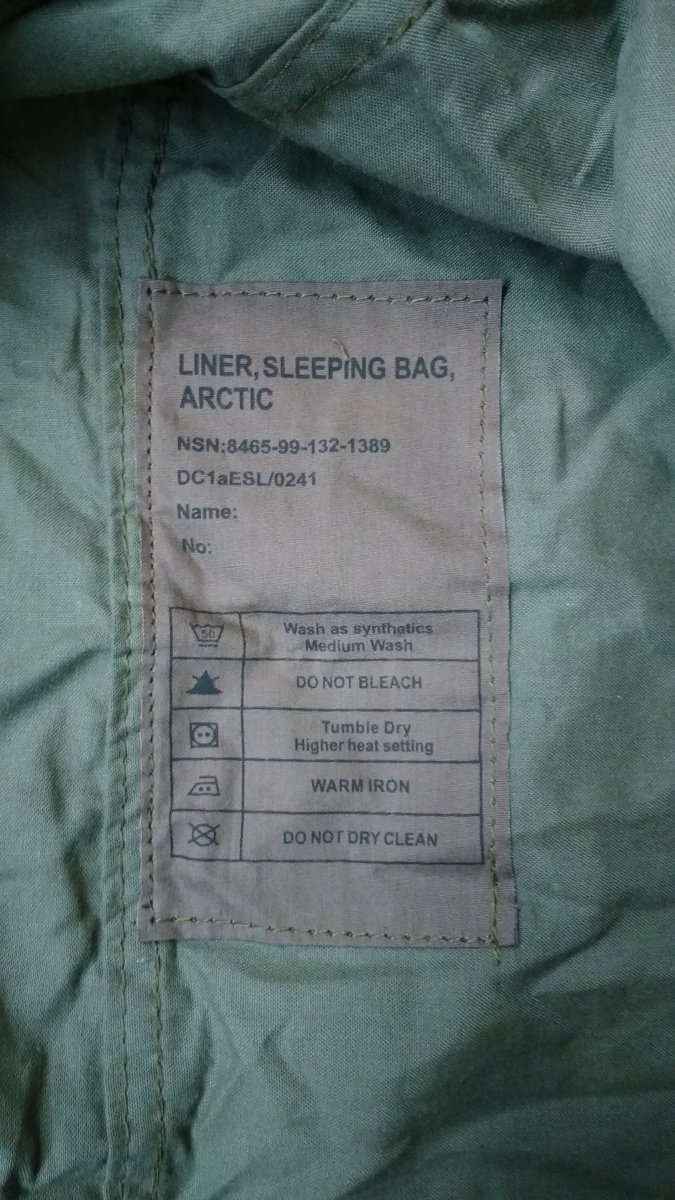 LINER, SLEEPING BAG,
ARCTIC
NSN:8465-99-132-1389
DC1aESL/0241
Name:
No:
50
Wash as synthetics
Medium Wash
DO NOT BLEACH
Tumble Dry
Higher heat setting
WARM IRON
DO NOT DRY CLEAN